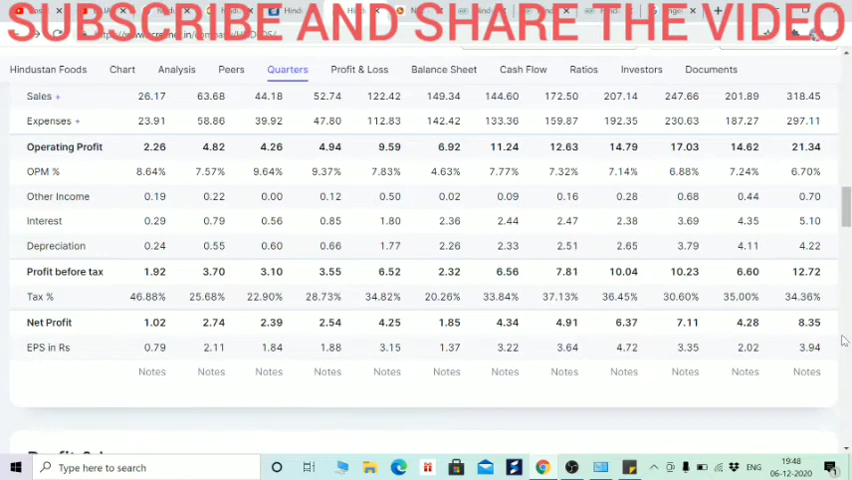 SUBSCRIBE AND SHARE THE VIDEO
Hindustan Foods Chart Analysis Peers Quarters Profit & Loss Balance Sheet Cash Flow Ratios Investors Documents
Sales + 26.17 63.68 44.18 52.74 122.42 149.34 144.60 172.50 207.14 247.66 201.89 318.45
Expenses + 23.91 58.86 39.92 47.80 112.83 142.42 133.36 159.87 192.35 230.63 187.27 297.11
Operating Profit 2.26 4.82 4.26 4.94 9.59 6.92 11.24 12.63 14.79 17.03 14.62 21.34
OPM % 8.64% 7.57% 9.64% 9.37% 7.83% 4.63% 7.77% 7.32% 7.14% 6.88% 7.24% 6.70%
Other Income 0.19 0.22 0.00 0.12 0.50 0.02 0.09 0.16 0.28 0.68 0.44 0.70
Interest 0.29 0.79 0.56 0.85 1.80 2.36 2.44 2.47 2.38 3.69 4.35 5.10
Depreciation 0.24 0.55 0.60 0.66 1.77 2.26 2.33 2.51 2.65 3.79 4.11 4.22
Profit before tax 1.92 3.70 3.10 3.55 6.52 2.32 6.56 7.81 10.04 10.23 6.60 12.72
Tax % 46.88% 25.68% 22.90% 28.73% 34.82% 20.26% 33.84% 37.13% 36.45% 30.60% 35.00% 34.36%
Net Profit 1.02 2.74 2.39 2.54 4.25 1.85 4.34 4.91 6.37 7.11 4.28 8.35
EPS in Rs 0.79 2.11 1.84 1.88 3.15 1.37 3.22 3.64 4.72 3.35 2.02 3.94
Notes Notes Notes Notes Notes Notes Notes Notes Notes Notes Notes Notes
Type here to search ENG 19:48
06-12-2020